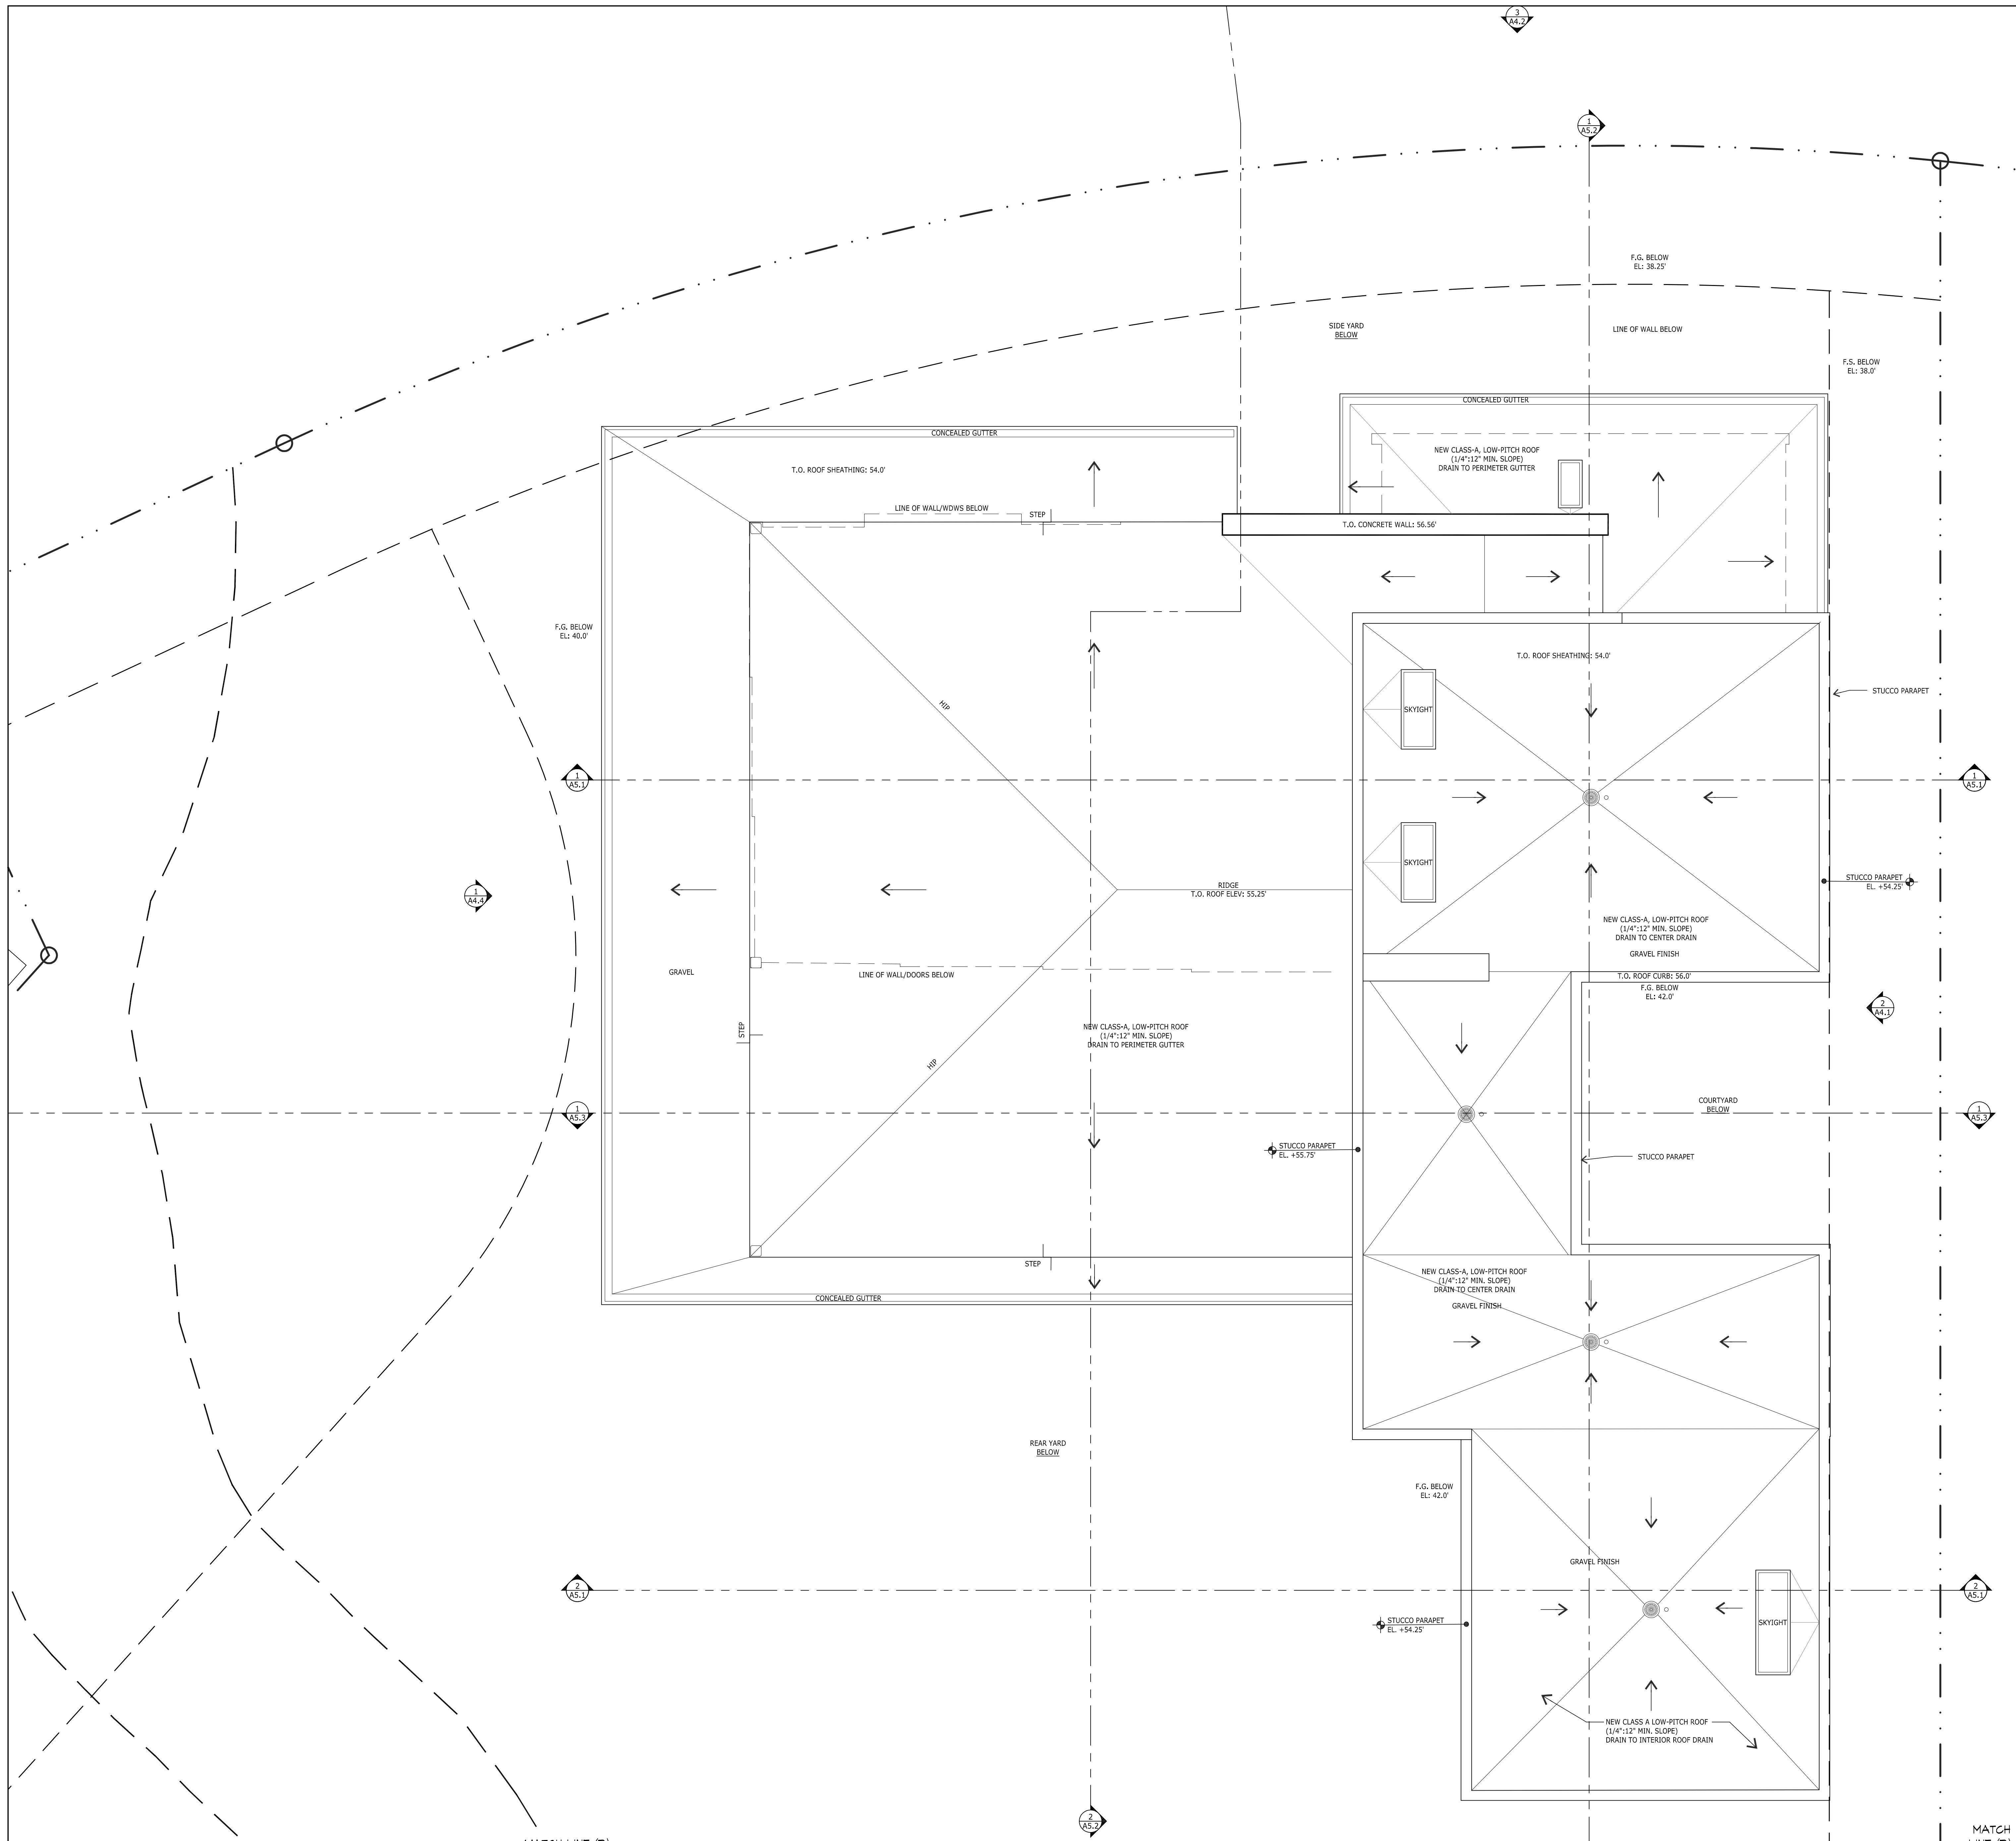 3
A4.2
1
A5.2
F.G. BELOW
EL: 38.25'
SIDE YARD
BELOW
LINE OF WALL BELOW
F.S. BELOW
EL: 38.0'
CONCEALED GUTTER
CONCEALED GUTTER
T.O. ROOF SHEATHING: 54.0'
NEW CLASS-A, LOW-PITCH ROOF
(1/4":12" MIN. SLOPE)
DRAIN TO PERIMETER GUTTER
LINE OF WALL/WDWS BELOW
STEP
T.O. CONCRETE WALL: 56.56'
F.G. BELOW
EL: 40.0'
T.O. ROOF SHEATHING: 54.0'
STUCCO PARAPET
HIP
SKYIGHT
1
A5.1
1
A5.1
SKYIGHT
1
A4.4
RIDGE
T.O. ROOF ELEV: 55.25'
STUCCO PARAPET
EL. +54.25'
NEW CLASS-A, LOW-PITCH ROOF
(1/4":12" MIN. SLOPE)
DRAIN TO CENTER DRAIN
GRAVEL FINISH
GRAVEL
LINE OF WALL/DOORS BELOW
T.O. ROOF CURB: 56.0'
F.G. BELOW
EL: 42.0'
2
A4.1
STEP
NEW CLASS-A, LOW-PITCH ROOF
(1/4":12" MIN. SLOPE)
DRAIN TO PERIMETER GUTTER
HIP
COURTYARD
BELOW
1
A5.3
1
A5.3
STUCCO PARAPET
EL. +55.75'
STUCCO PARAPET
STEP
NEW CLASS-A, LOW-PITCH ROOF
(1/4":12" MIN. SLOPE)
DRAIN TO CENTER DRAIN
GRAVEL FINISH
CONCEALED GUTTER
REAR YARD
BELOW
F.G. BELOW
EL: 42.0'
GRAVEL FINISH
2
A5.1
2
A5.1
STUCCO PARAPET
EL. +54.25'
SKYIGHT
NEW CLASS A LOW-PITCH ROOF
(1/4":12" MIN. SLOPE)
DRAIN TO INTERIOR ROOF DRAIN
2
A5.2
MATCH